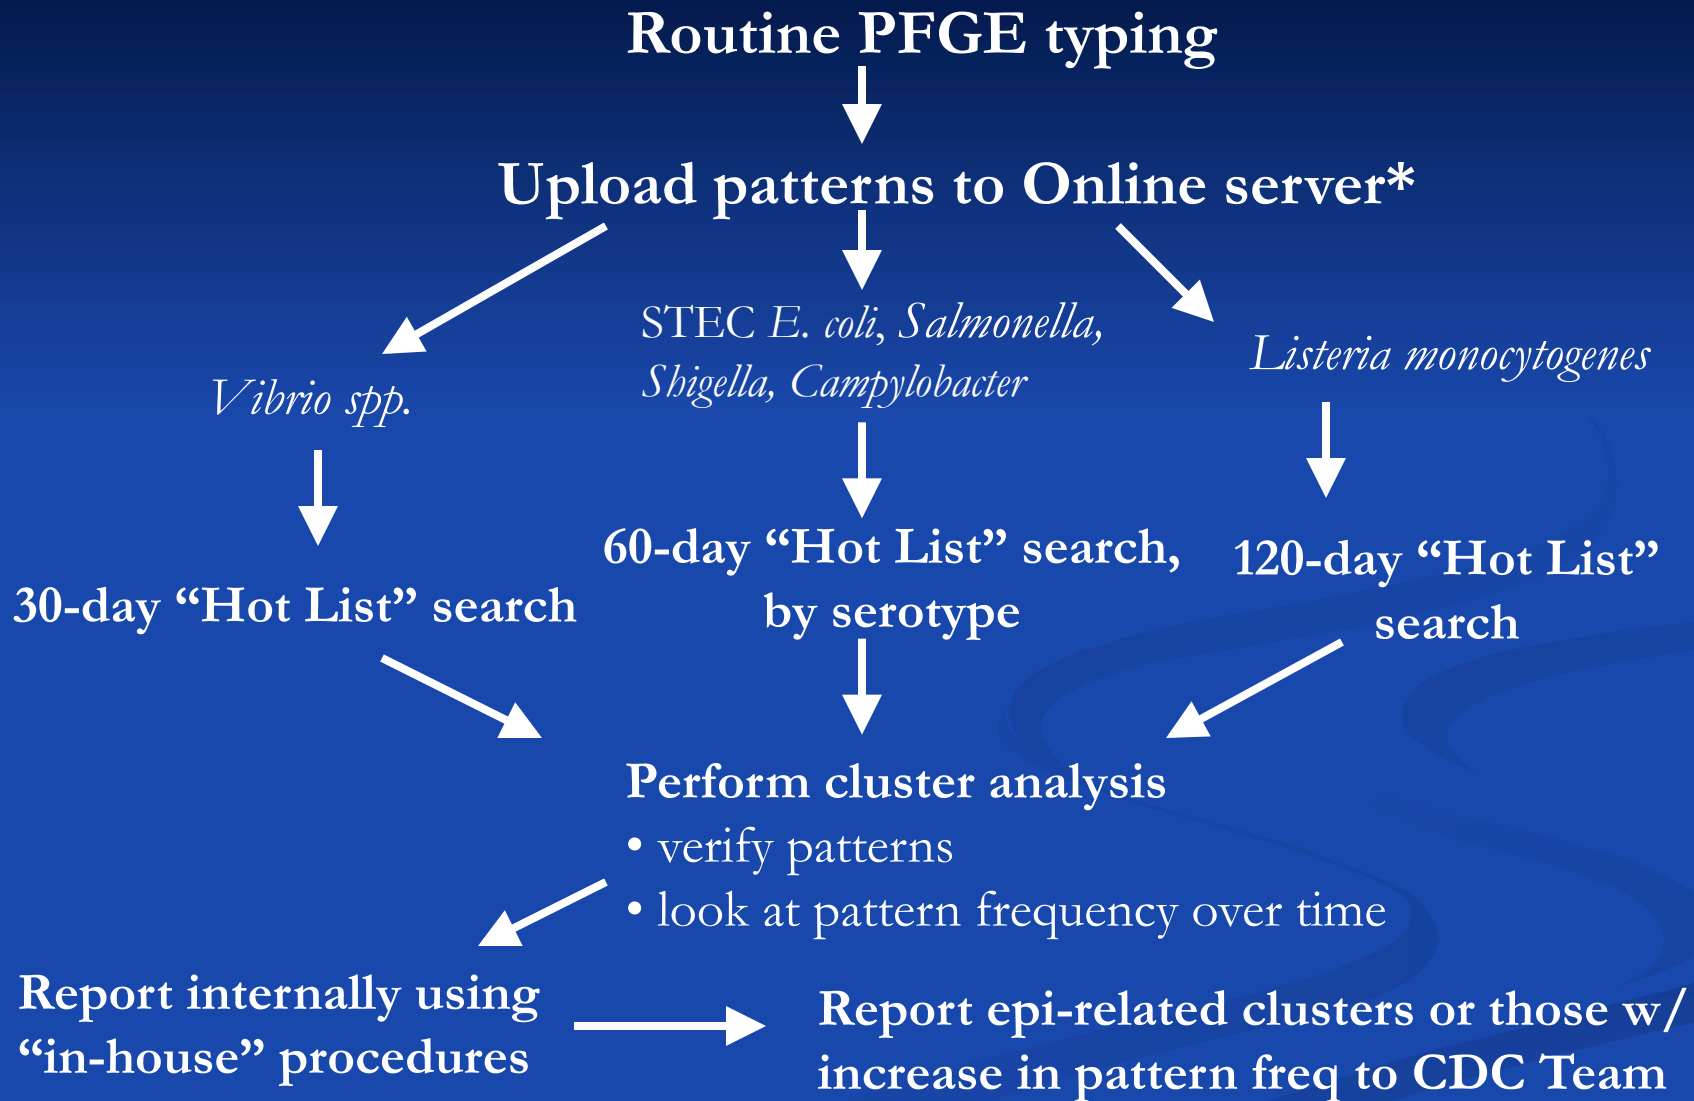 Routine PFGE typing
Upload patterns to Online server*
Vibrio spp.
STEC E. coli, Salmonella,
Shigella, Campylobacter
Listeria monocytogenes
30-day “Hot List” search
60-day “Hot List” search,
by serotype
120-day “Hot List”
search
Perform cluster analysis
• verify patterns
• look at pattern frequency over time
Report internally using
“in-house” procedures
Report epi-related clusters or those w/
increase in pattern freq to CDC Team